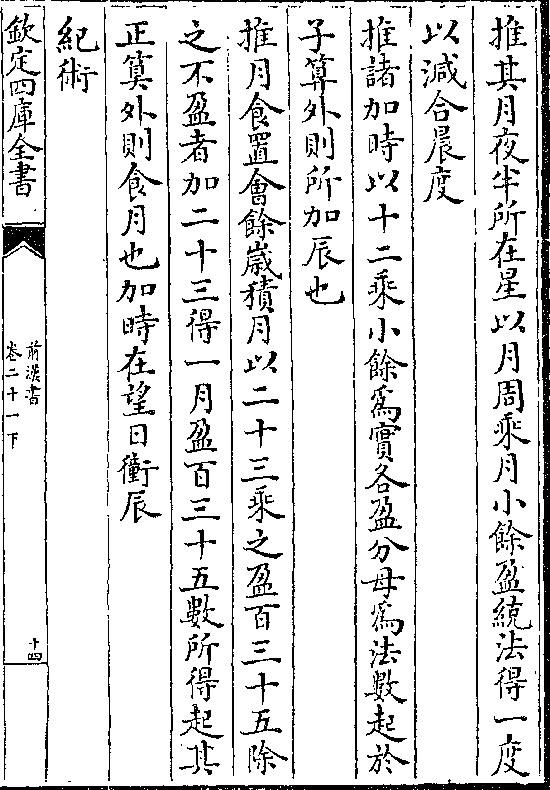 推其月夜半所在星以月周乘月小餘盈統法得一度
以減合晨度
推諸加時以十二乘小餘爲實各盈分母爲法數起於
子算外則所加辰也
推月食置會餘歲積月以二十三乘之盈百三十五除
之不盈者加二十三得一月盈百三十五數所得起其
正算外則食月也加時在望日衝辰
紀術
欽定四庫全書
前漢書
卷二十一下
十四